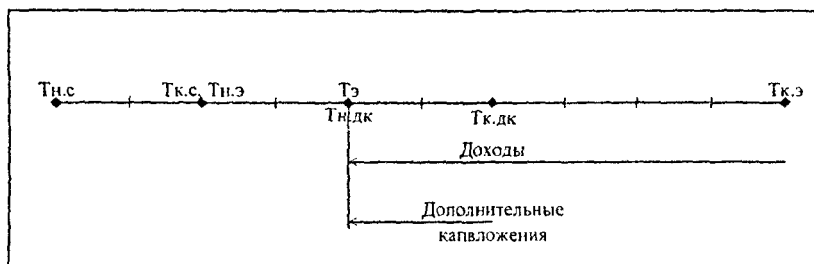 Тн.с Тк.с, Тн.э Тэ Тк.э
Тн.дк Тк.дк
Доходы
Дополнительные
капвложения